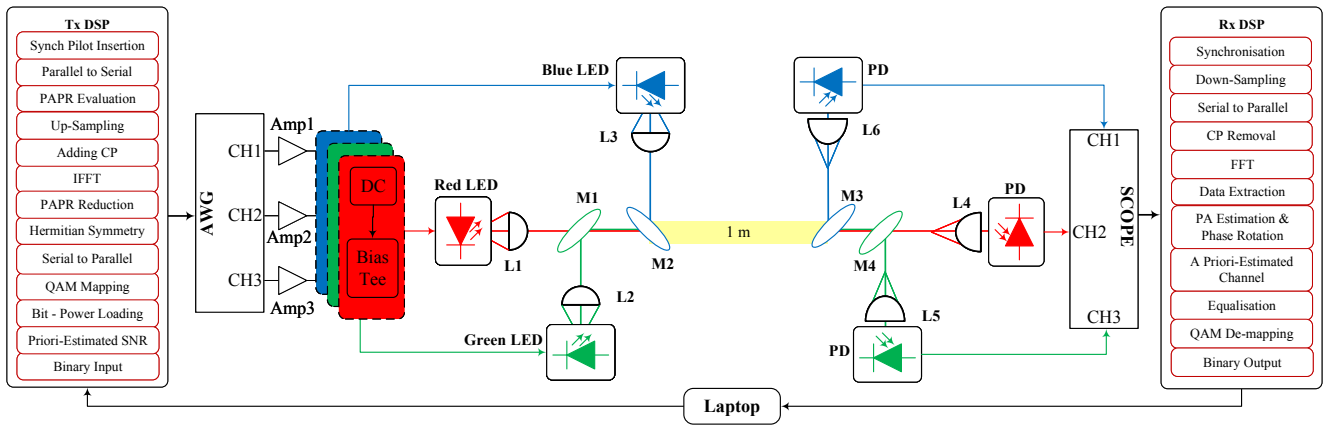 Tx DSP
Synch Pilot Insertion
Parallel to Serial
PAPR Evaluation
Up-Sampling
Adding CP
IFFT
PAPR Reduction
Hermitian Symmetry
Serial to Parallel
QAM Mapping
Bit - Power Loading
Priori-Estimated SNR
Binary Input
AWG
CH1
CH2
CH3
Amp1
Amp2
Amp3
DC
Bias
Tee
Blue LED
L3
Red LED
L1
M1
M2
L2
Green LED
1 m
PD
L6
M3
M4
L4
PD
L5
PD
CH1
CH2
CH3
SCOPE
Rx DSP
Synchronisation
Down-Sampling
Serial to Parallel
CP Removal
FFT
Data Extraction
PA Estimation &
Phase Rotation
A Priori-Estimated
Channel
Equalisation
QAM De-mapping
Binary Output
Laptop